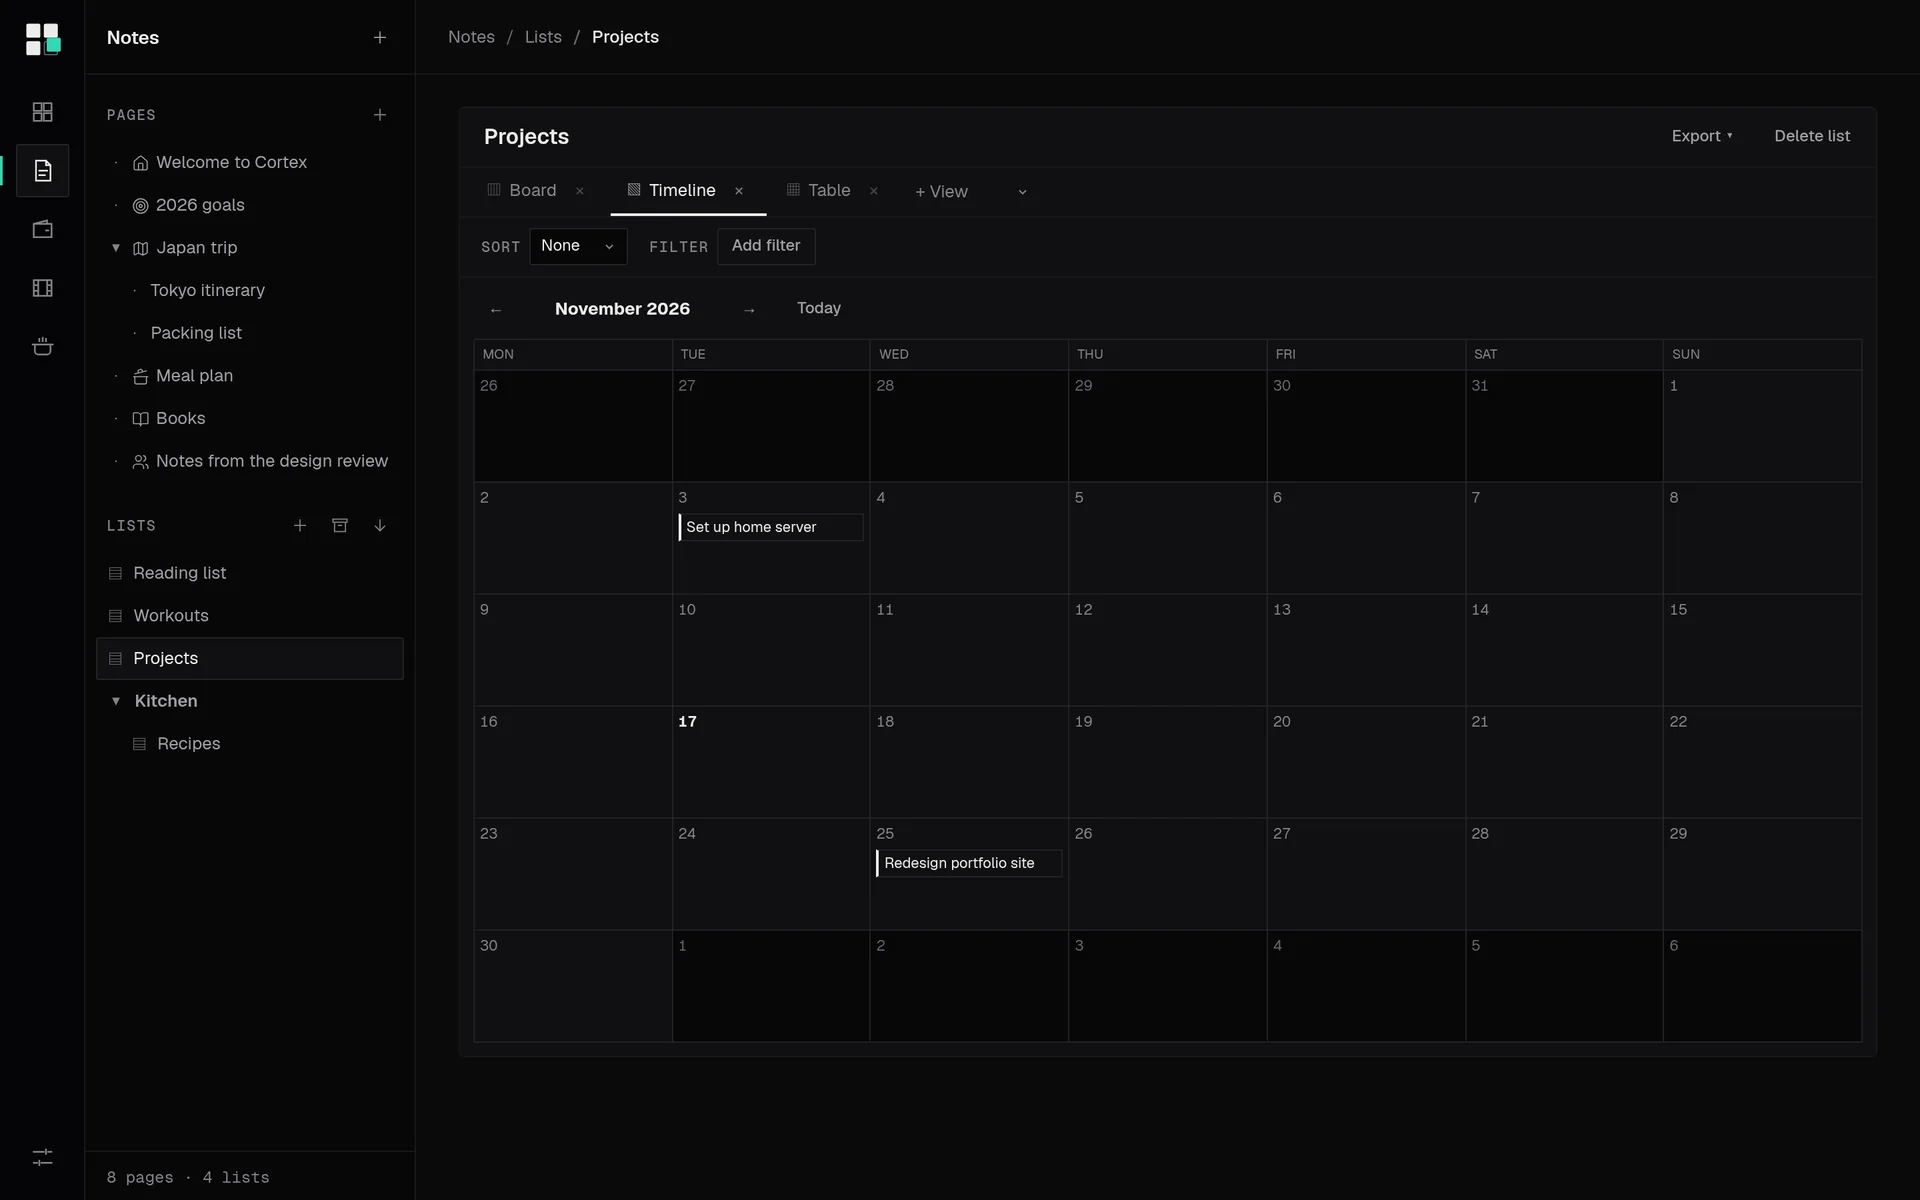 Notes +
PAGES +
Welcome to Cortex
2026 goals
Japan trip
Tokyo itinerary
Packing list
Meal plan
Books
Notes from the design review
LISTS
Reading list
Workouts
Projects
Kitchen
Recipes
8 pages · 4 lists
Notes / Lists / Projects
Projects
Export ▾ Delete list
Board × Timeline × Table × + View
SORT None FILTER Add filter
← November 2026 → Today
MON TUE WED THU FRI SAT SUN
26 27 28 29 30 31 1
2 3 4 5 6 7 8
Set up home server
9 10 11 12 13 14 15
16 17 18 19 20 21 22
23 24 25 26 27 28 29
Redesign portfolio site
30 1 2 3 4 5 6